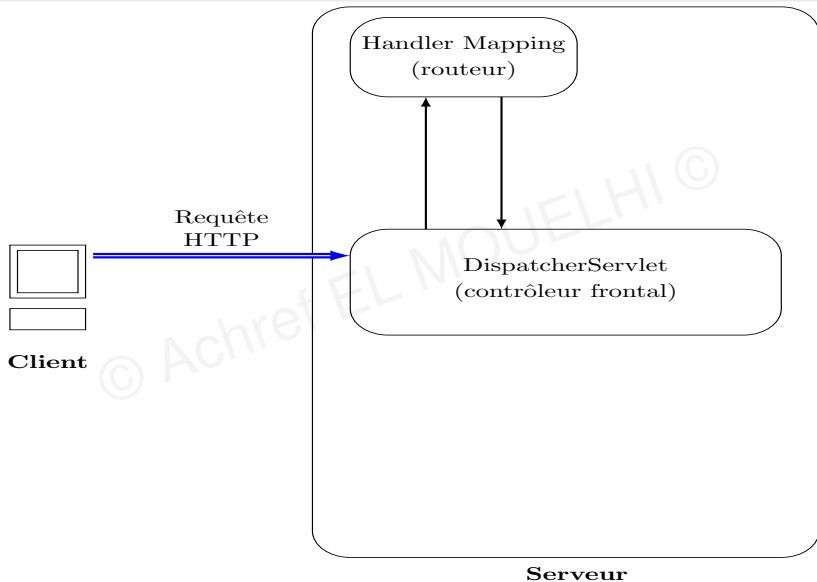 Handler Mapping
(routeur)
Requête
HTTP
DispatcherServlet
(contrôleur frontal)
Client
© Achref EL MOUELHI ©
Serveur